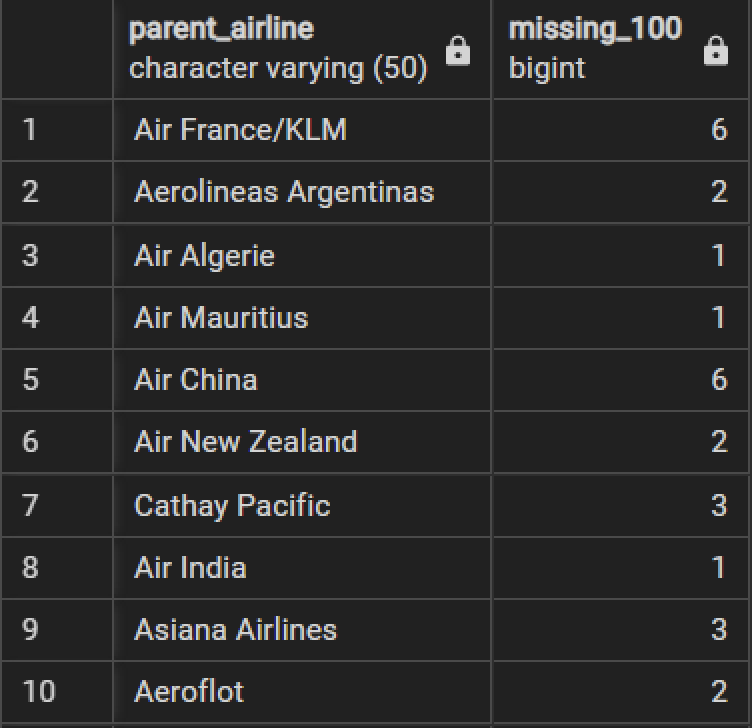 parent_airline missing_100
character varying (50) bigint
1 Air France/KLM 6
2 Aerolineas Argentinas 2
3 Air Algerie 1
4 Air Mauritius 1
5 Air China 6
6 Air New Zealand 2
7 Cathay Pacific 3
8 Air India 1
9 Asiana Airlines 3
10 Aeroflot 2